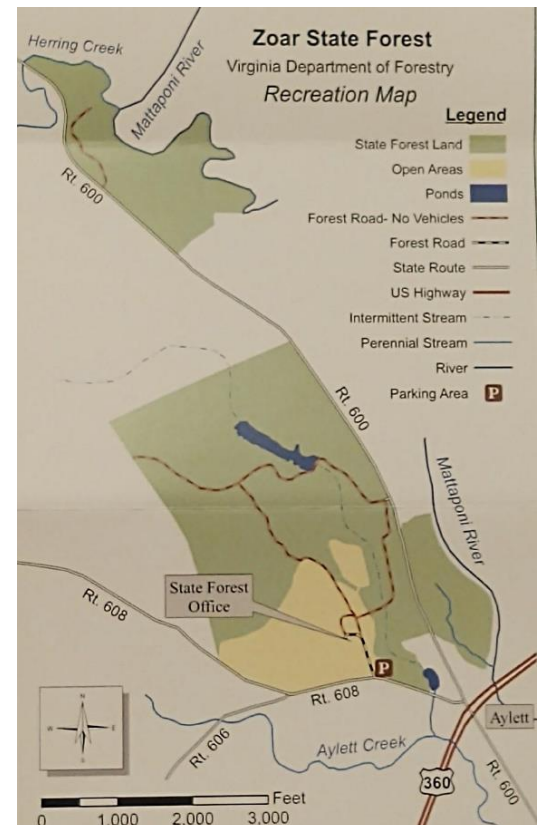 Zoar State Forest
Virginia Department of Forestry
Recreation Map
Legend
State Forest Land
Open Areas
Ponds
Forest Road- No Vehicles
Forest Road
State Route
US Highway
Intermittent Stream
Perennial Stream
River
Parking Area P
Herring Creek
Mattaponi River
Rt. 600
Rt. 600
Mattaponi River
State Forest
Office
Rt. 608
P
Rt. 608
Rt. 606
Aylett Creek
Aylett
360
Rt. 600
N
W E
S
Feet
0 1,000 2,000 3,000